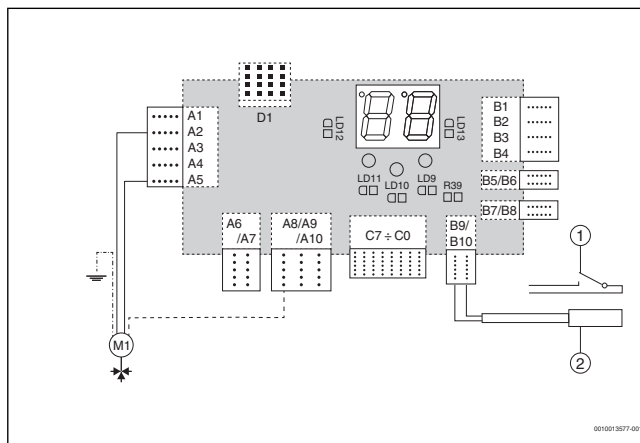 D1
A1
A2
A3
A4
A5
LD12
LD13
B1
B2
B3
B4
LD11
LD10
LD9
R39
B5/B6
B7/B8
A6
/A7
A8/A9
/A10
C7 ÷ C0
B9/
B10
1
M1
2
0010013577-001